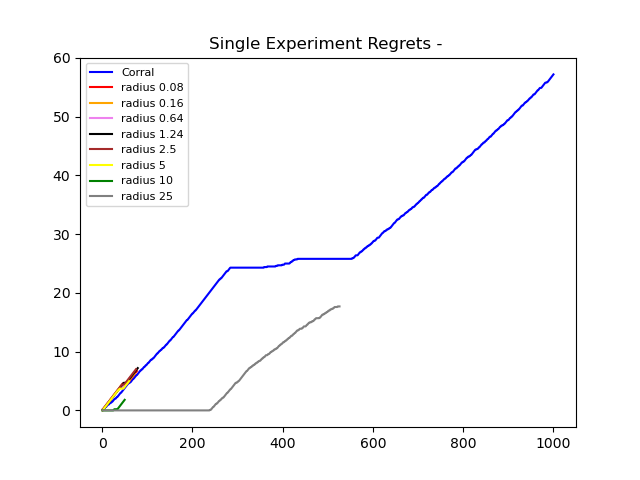 Single Experiment Regrets -
60
50
40
30
20
10
0
Corral
radius 0.08
radius 0.16
radius 0.64
radius 1.24
radius 2.5
radius 5
radius 10
radius 25
0 200 400 600 800 1000